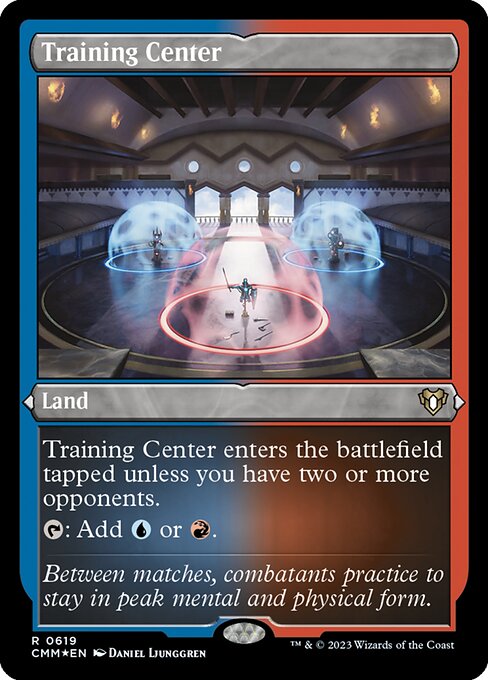 Training Center
Land
Training Center enters the battlefield
tapped unless you have two or more
opponents.
: Add or .
Between matches, combatants practice to
stay in peak mental and physical form.
R 0619
CMM★EN Daniel Ljunggren
™ & © 2023 Wizards of the Coast